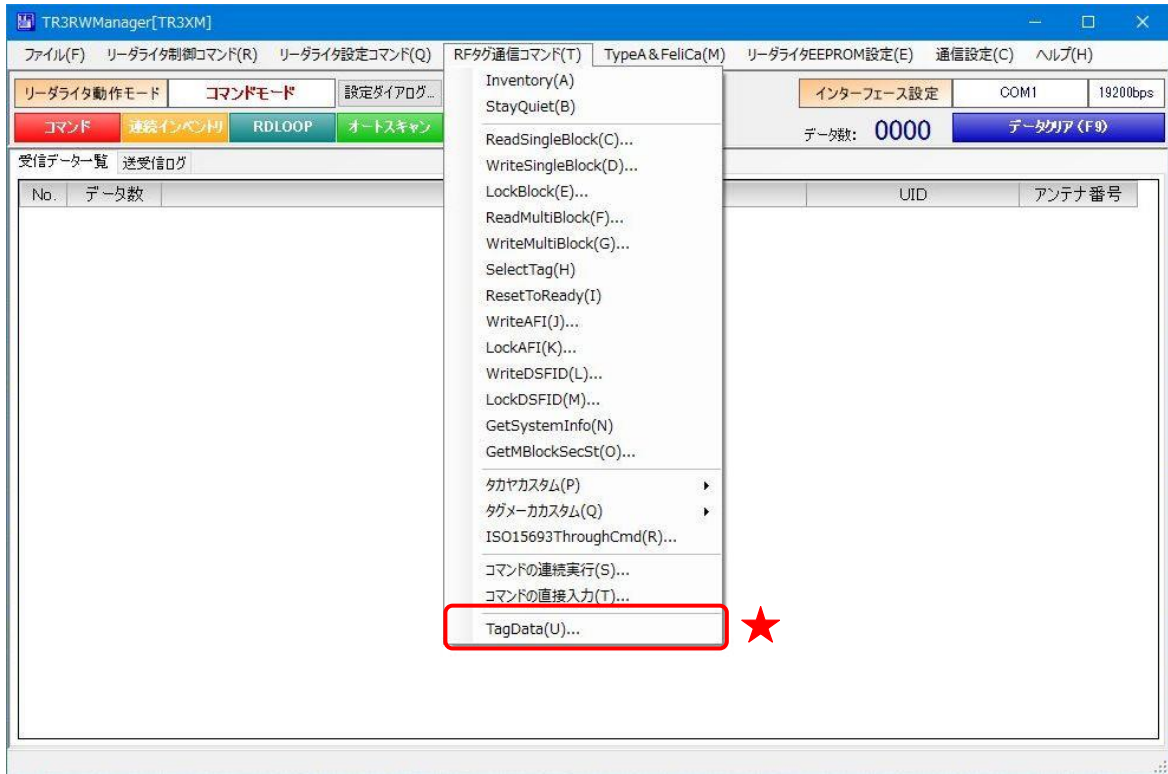 TR3RWManager[TR3XM]
ファイル(F) リーダライタ制御コマンド(R) リーダライタ設定コマンド(Q) RFタグ通信コマンド(T) TypeA&FeliCa(M) リーダライタEEPROM設定(E) 通信設定(C) ヘルプ(H)
リーダライタ動作モード コマンドモード 設定ダイアログ... インターフェース設定 COM1 19200bps
コマンド 連続インベントリ RDLOOP オートスキャン データ数: 0000 データクリア(F9)
受信データ一覧 送受信ログ
No. データ数 UID アンテナ番号
Inventory(A)
StayQuiet(B)
ReadSingleBlock(C)...
WriteSingleBlock(D)...
LockBlock(E)...
ReadMultiBlock(F)...
WriteMultiBlock(G)...
SelectTag(H)
ResetToReady(I)
WriteAFI(J)...
LockAFI(K)...
WriteDSFID(L)...
LockDSFID(M)...
GetSystemInfo(N)
GetMBlockSecSt(O)...
タカヤカスタム(P)
タグメーカカスタム(Q)
ISO15693ThroughCmd(R)...
コマンドの連続実行(S)...
コマンドの直接入力(T)...
TagData(U)...